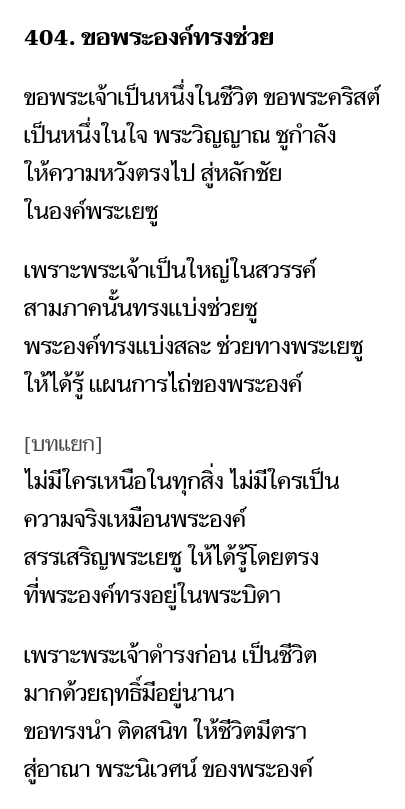 404. ขอพระองค์ทรงช่วย
ขอพระเจ้าเป็นหนึ่งในชีวิต ขอพระคริสต์
เป็นหนึ่งในใจ พระวิญญาณ ชูกำลัง
ให้ความหวังตรงไป สู่หลักชัย
ในองค์พระเยซู
เพราะพระเจ้าเป็นใหญ่ในสวรรค์
สามภาคนั้นทรงแบ่งช่วยชู
พระองค์ทรงแบ่งสละ ช่วยทางพระเยซู
ให้ได้รู้ แผนการไถ่ของพระองค์
[บทแยก]
ไม่มีใครเหนือในทุกสิ่ง ไม่มีใครเป็น
ความจริงเหมือนพระองค์
สรรเสริญพระเยซู ให้ได้รู้โดยตรง
ที่พระองค์ทรงอยู่ในพระบิดา
เพราะพระเจ้าดำรงก่อน เป็นชีวิต
มากด้วยฤทธิ์มีอยู่นานา
ขอทรงนำ ติดสนิท ให้ชีวิตมีตรา
สู่อาณา พระนิเวศน์ ของพระองค์